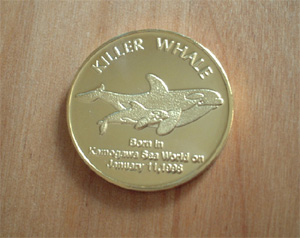 KILLER WHALE
Born in
Kamogawa Sea World on
January 11,1998